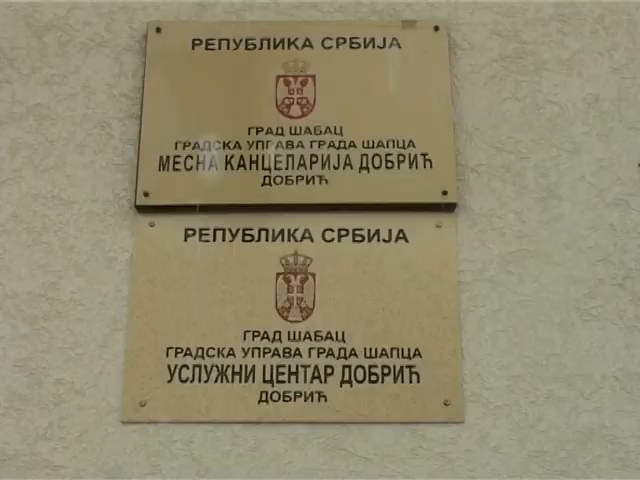 РЕПУБЛИКА СРБИЈА
ГРАД ШАБАЦ
ГРАДСКА УПРАВА ГРАДА ШАПЦА
МЕСНА КАНЦЕЛАРИЈА ДОБРИЋ
ДОБРИЋ
РЕПУБЛИКА СРБИЈА
ГРАД ШАБАЦ
ГРАДСКА УПРАВА ГРАДА ШАПЦА
УСЛУЖНИ ЦЕНТАР ДОБРИЋ
ДОБРИЋ